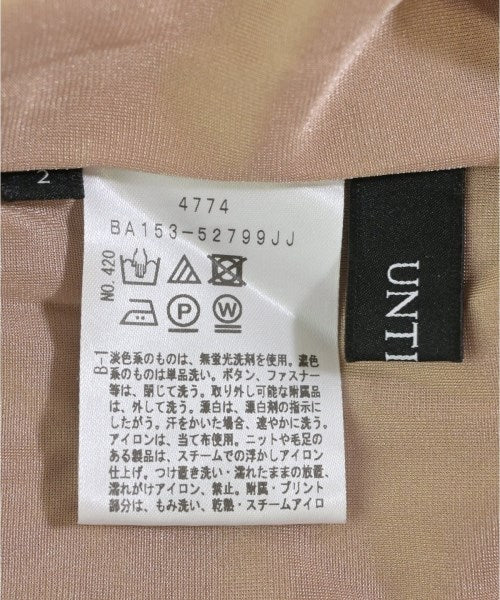 2
4774
BA153-52799JJ
NO. 420
P
W
B-1
淡色系のものは、無蛍光洗剤を使用。濃色
系のものは単品洗い。ボタン、ファスナー
等は、閉じて洗う。取り外し可能な附属品
は、外して洗う。漂白は、漂白剤の指示に
したがう。汗をかいた場合、速やかに洗う。
アイロンは、当て布使用。ニットや毛足の
ある製品は、スチームでの浮かしアイロン
仕上げ。つけ置き洗い・濡れたままの放置、
濡れがけアイロン、禁止。附属・プリント
部分は、もみ洗い、乾熱・スチームアイロ
UNTI